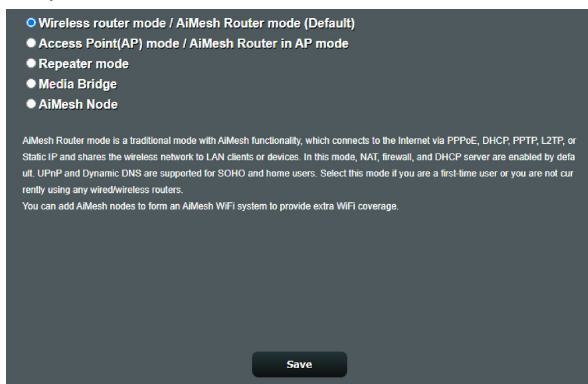 Wireless router mode / AiMesh Router mode (Default)
Access Point(AP) mode / AiMesh Router in AP mode
Repeater mode
Media Bridge
AiMesh Node
AiMesh Router mode is a traditional mode with AiMesh functionality, which connects to the Internet via PPPoE, DHCP, PPTP, L2TP, or
Static IP and shares the wireless network to LAN clients or devices. In this mode, NAT, firewall, and DHCP server are enabled by defa
ult. UPnP and Dynamic DNS are supported for SOHO and home users. Select this mode if you are a first-time user or you are not cur
rently using any wired/wireless routers.
You can add AiMesh nodes to form an AiMesh WiFi system to provide extra WiFi coverage.
Save